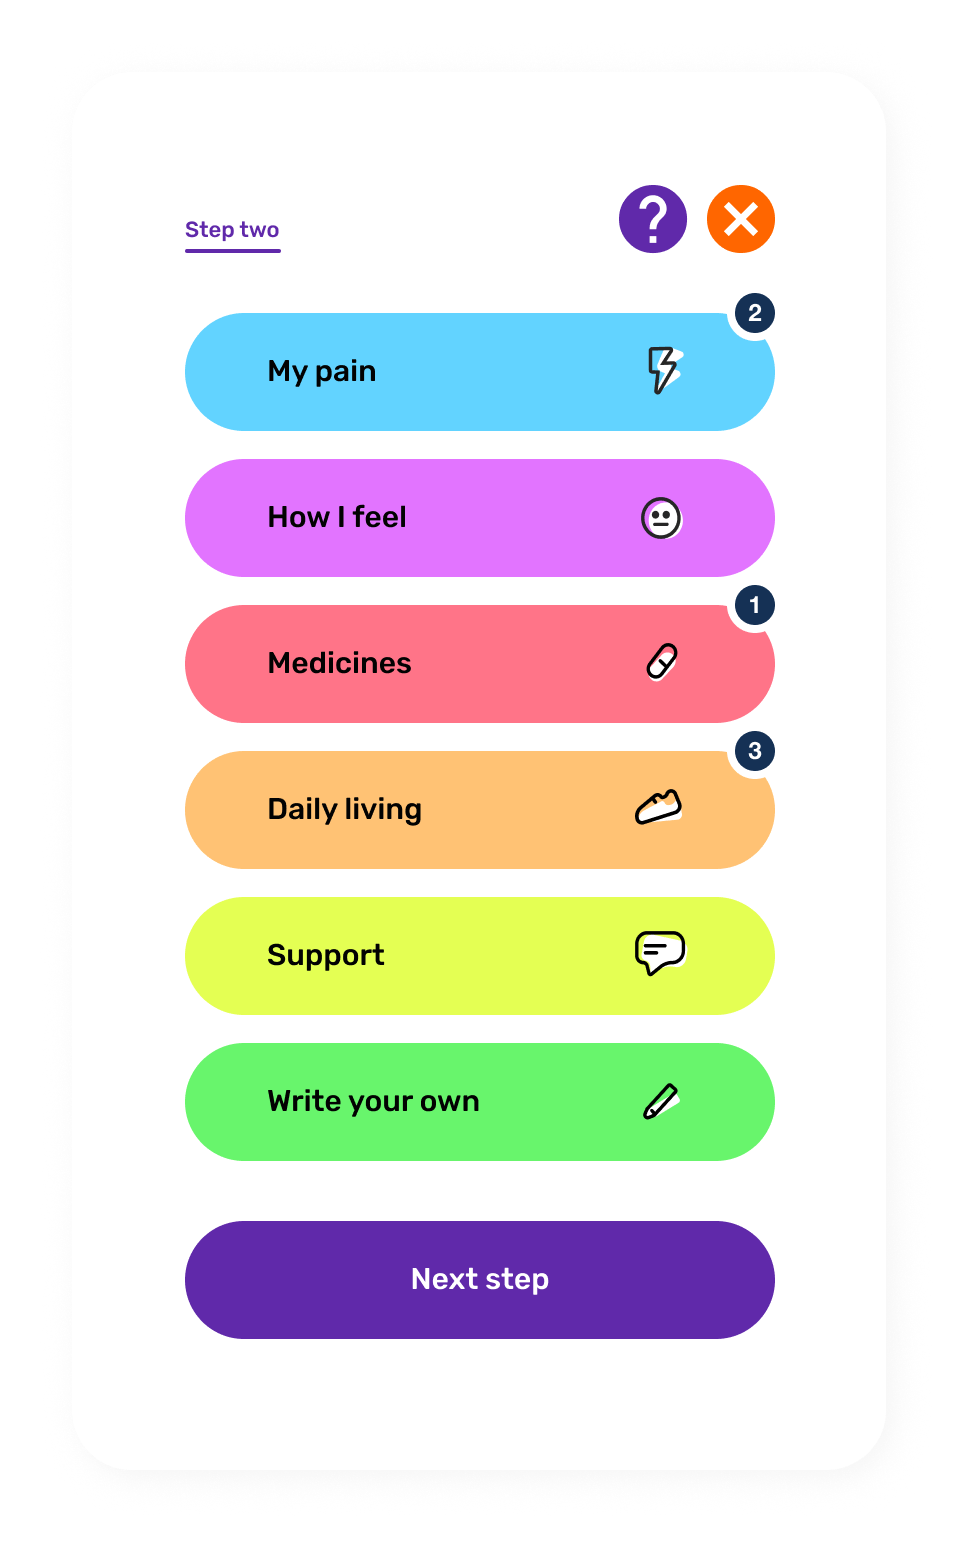 Step two
?
2
My pain
How I feel
1
Medicines
3
Daily living
Support
Write your own
Next step